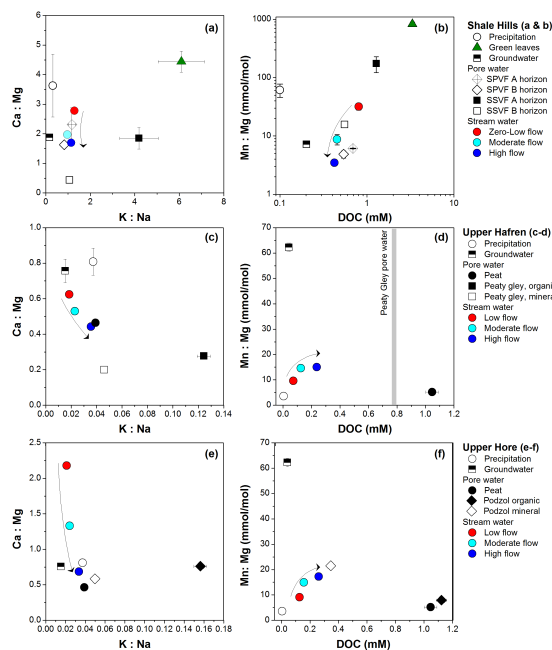 (a)
Ca : Mg
6
5
4
3
2
1
0
0 2 4 6 8
K : Na
(b)
Mn : Mg (mmol/mol)
1000
100
10
1
0.1 1 10
DOC (mM)
Shale Hills (a & b)
Precipitation
Green leaves
Groundwater
Pore water
SPVF A horizon
SPVF B horizon
SSVF A horizon
SSVF B horizon
Stream water
Zero-Low flow
Moderate flow
High flow
(c)
Ca : Mg
1.0
0.8
0.6
0.4
0.2
0.0
0.00 0.02 0.04 0.06 0.08 0.10 0.12 0.14
K : Na
(d)
Mn : Mg (mmol/mol)
70
60
50
40
30
20
10
0
0.0 0.2 0.4 0.6 0.8 1.0 1.2
DOC (mM)
Peaty Gley pore water
Upper Hafren (c-d)
Precipitation
Groundwater
Pore water
Peat
Peaty gley, organi
Peaty gley, minera
Stream water
Low flow
Moderate flow
High flow
(e)
Ca : Mg
2.5
2.0
1.5
1.0
0.5
0.0
0.00 0.02 0.04 0.06 0.08 0.10 0.12 0.14 0.16 0.18
K : Na
(f)
Mn: Mg (mmol/mol)
70
60
50
40
30
20
10
0
0.0 0.2 0.4 0.6 0.8 1.0 1.2
DOC (mM)
Upper Hore (e-f)
Precipitation
Groundwater
Pore water
Peat
Podzol organic
Podzol mineral
Stream water
Low flow
Moderate flow
High flow